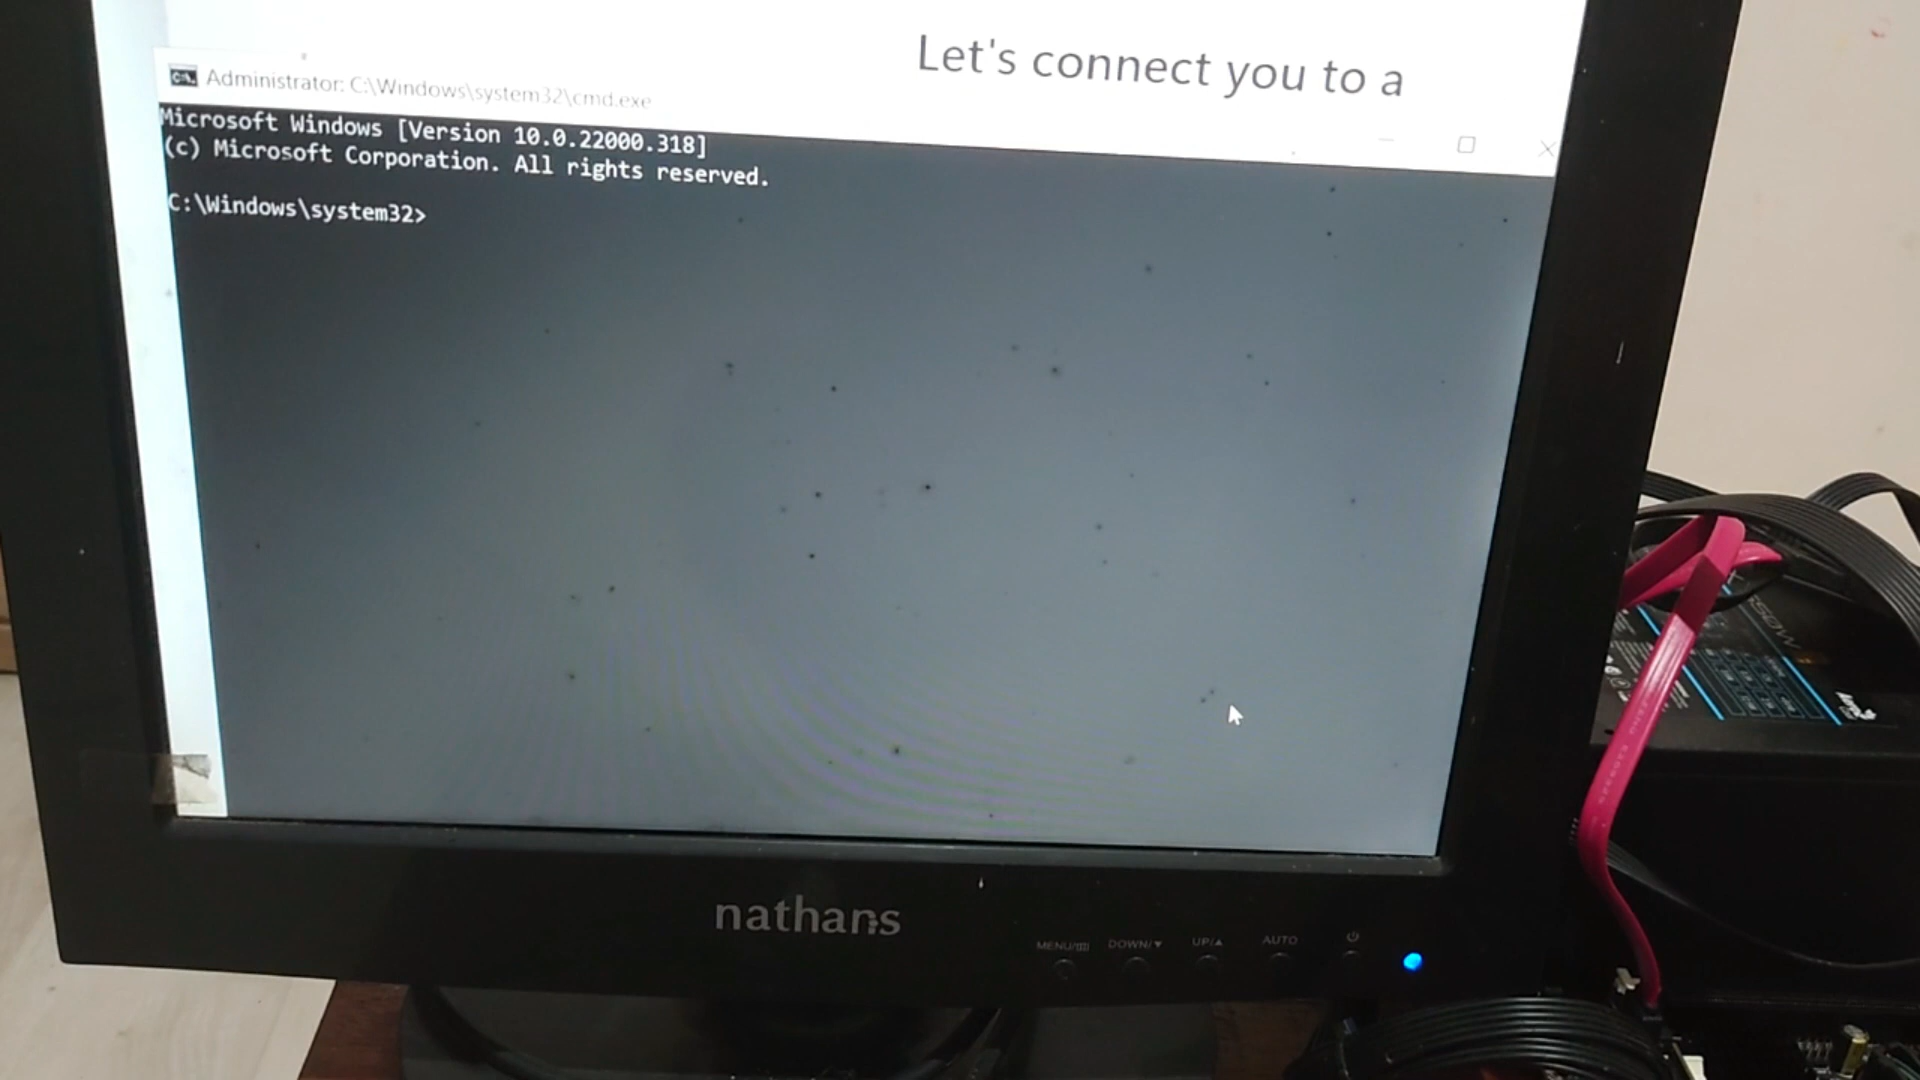 Let's connect you to a
Administrator: C:\Windows\system32\cmd.exe
Microsoft Windows [Version 10.0.22000.318]
(c) Microsoft Corporation. All rights reserved.
C:\Windows\system32>
nathans
MENU/
DOWN/▼
UP/▲
AUTO